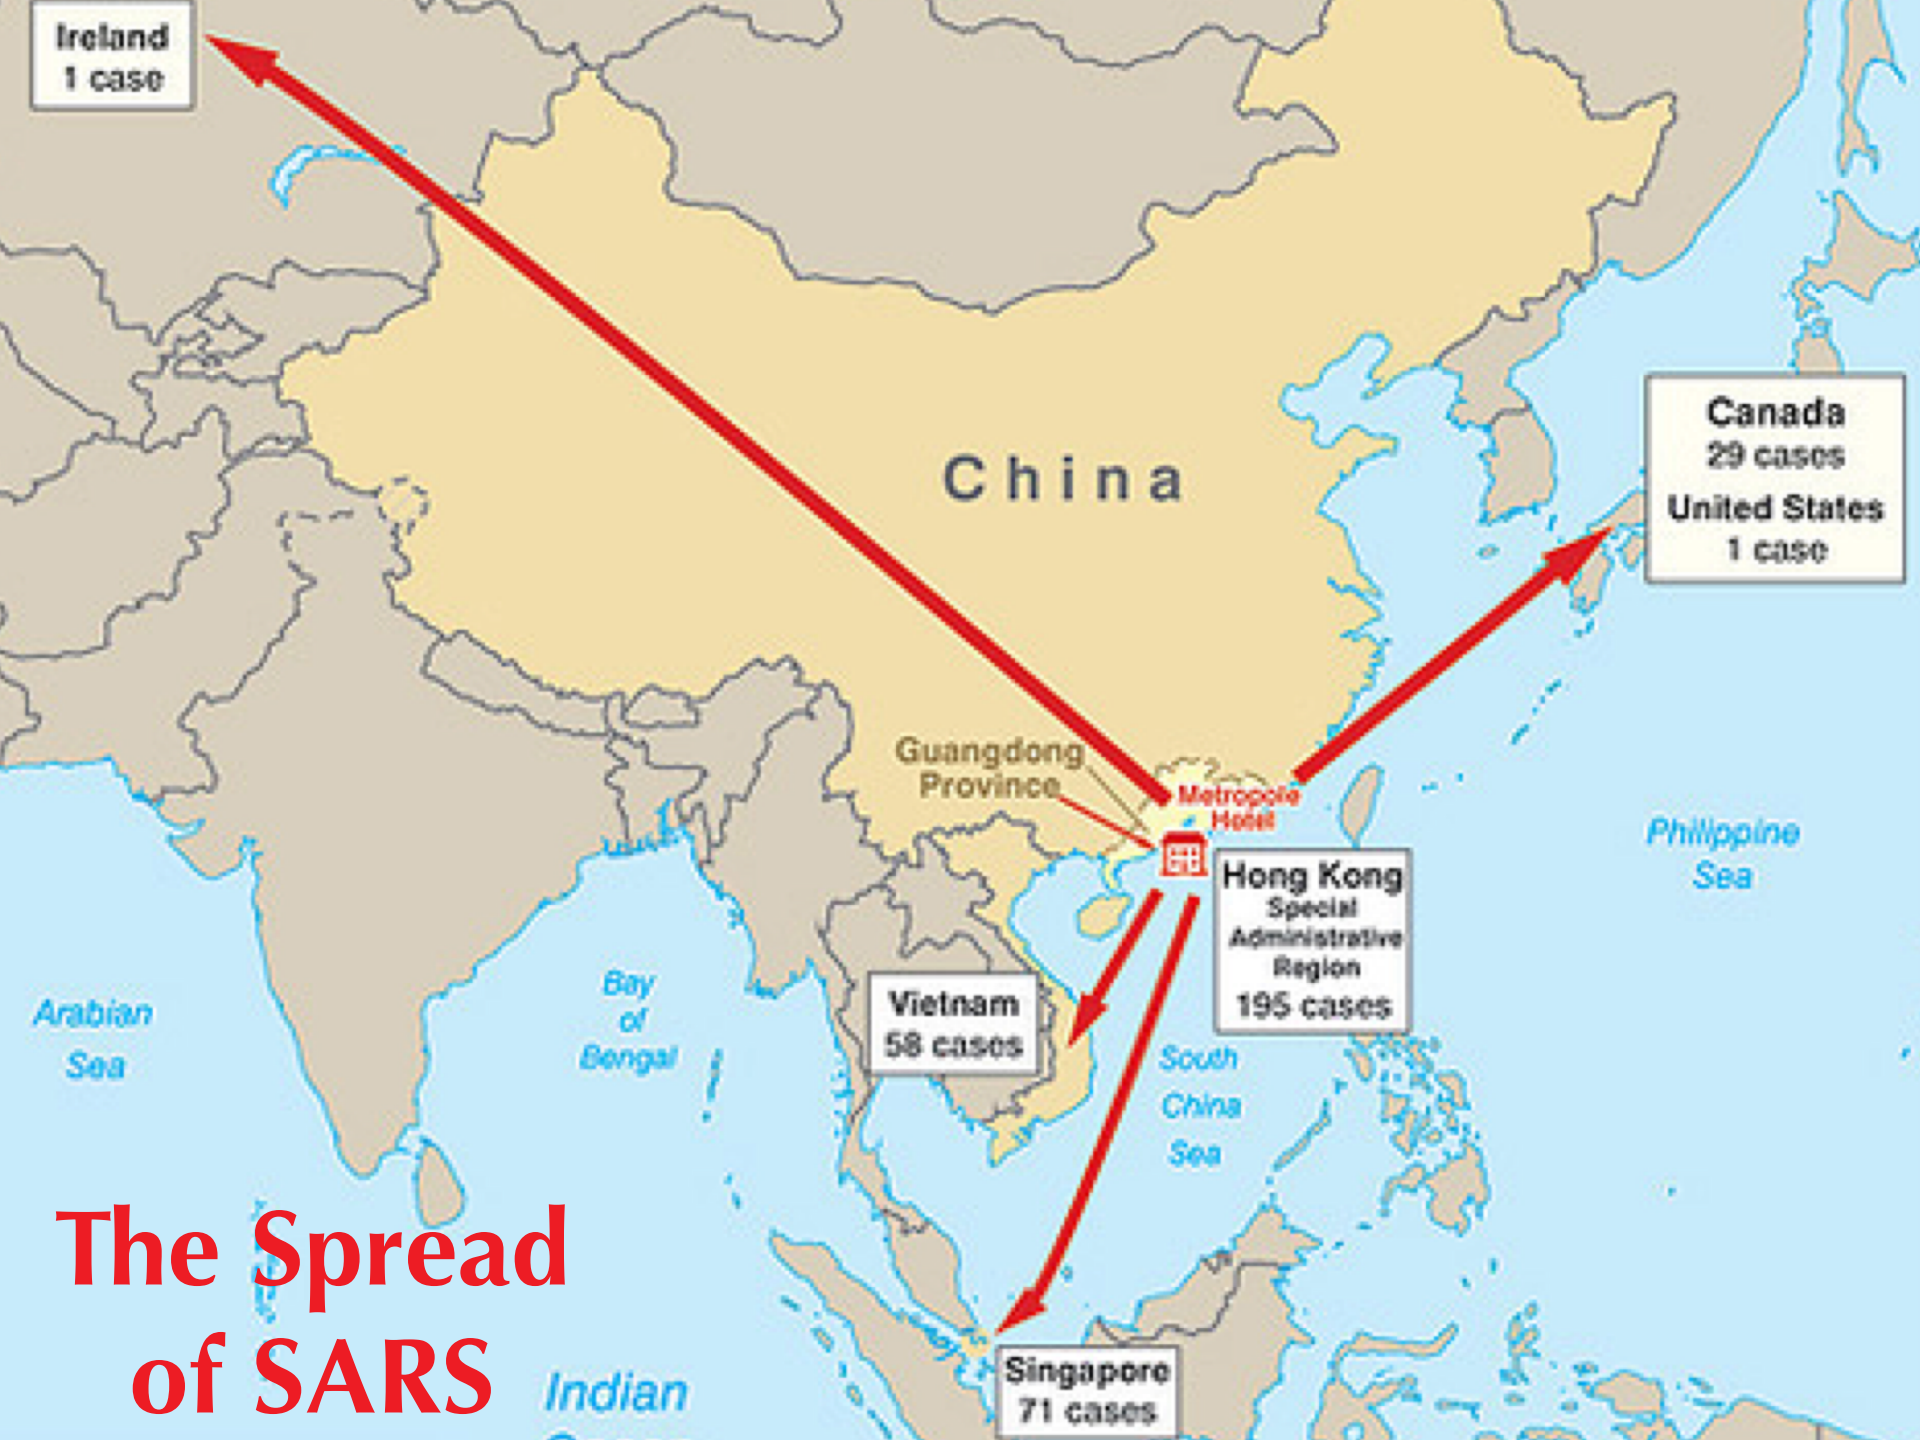 Ireland
1 case
China
Canada
29 cases
United States
1 case
Guangdong
Province
Metropole
Hotel
Hong Kong
Special
Administrative
Region
195 cases
Philippine
Sea
Vietnam
58 cases
Arabian
Sea
Bay
of
Bengal
South
China
Sea
The Spread
of SARS
Indian
Singapore
71 cases